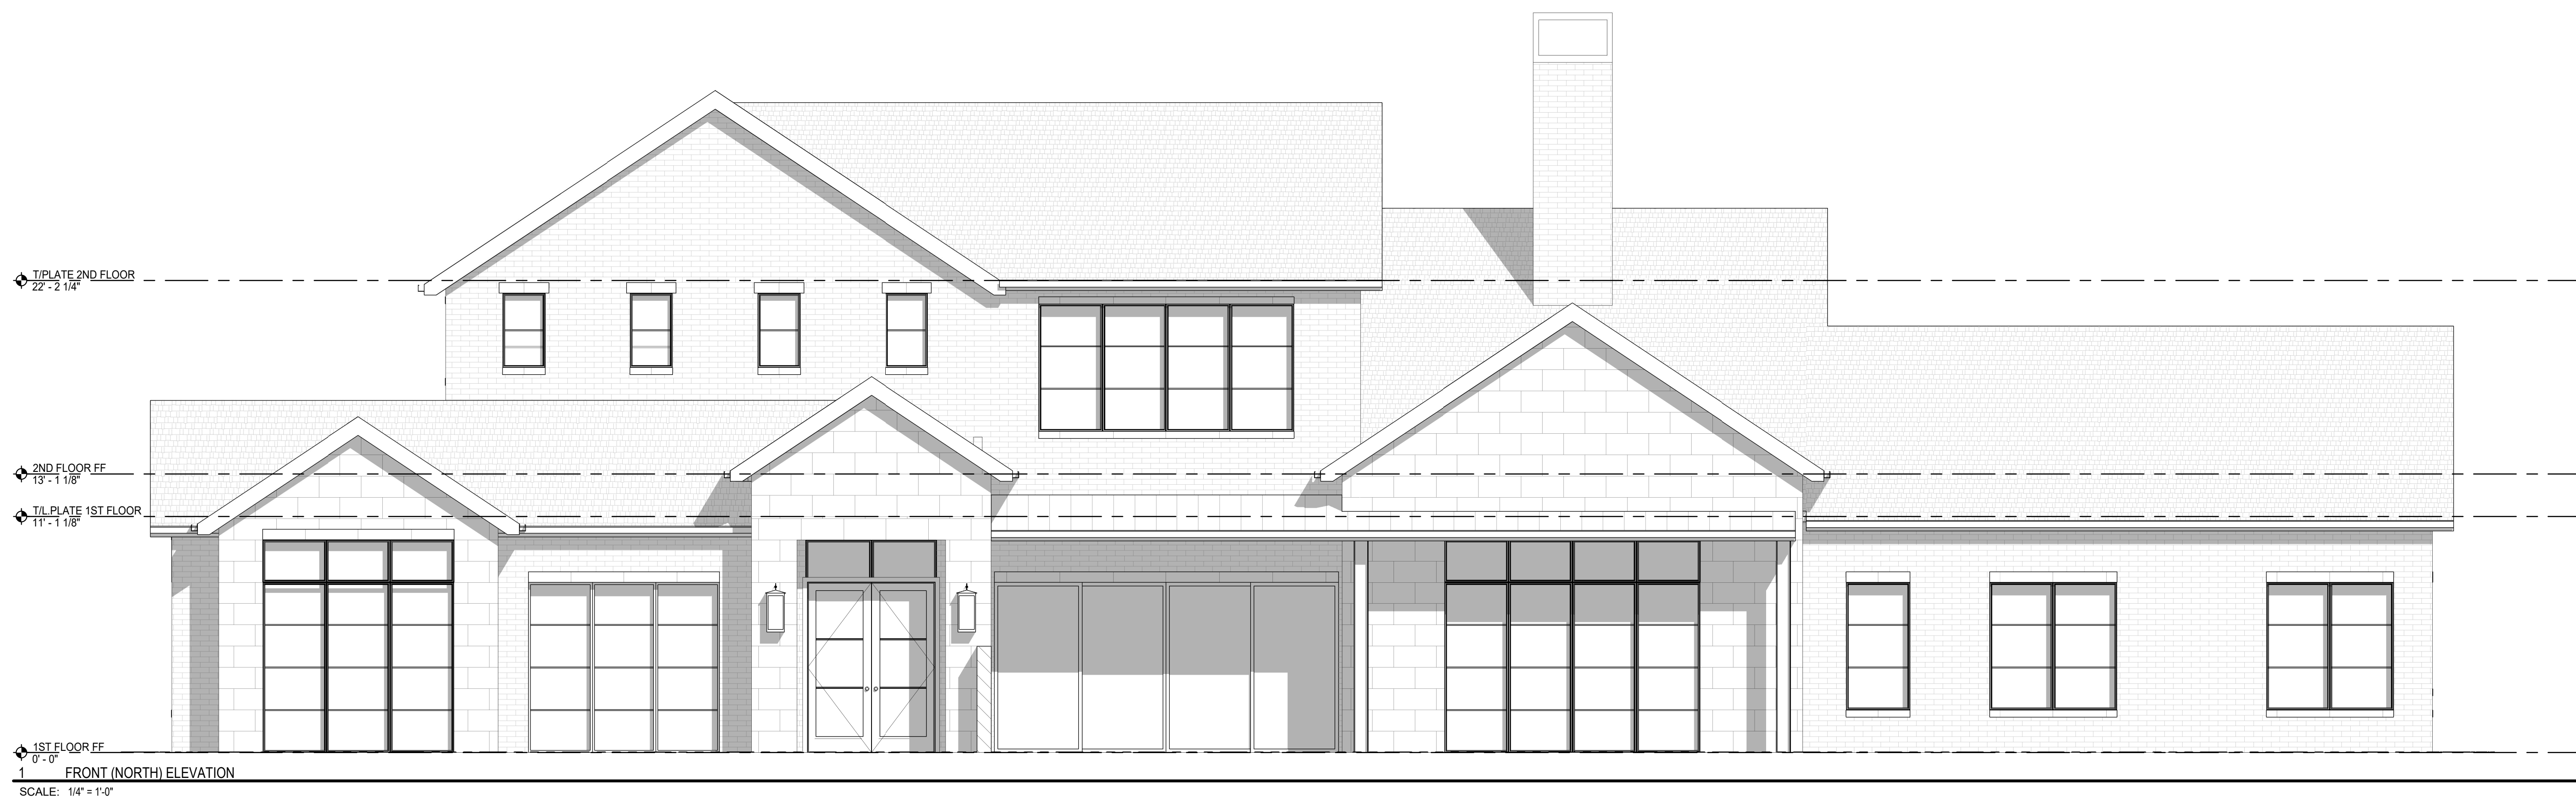 T/PLATE 2ND FLOOR
22' - 2 1/4"
2ND FLOOR FF
13' - 1 1/8"
T/L.PLATE 1ST FLOOR
11' - 1 1/8"
1ST FLOOR FF
0' - 0"
1 FRONT (NORTH) ELEVATION
SCALE: 1/4" = 1'-0"